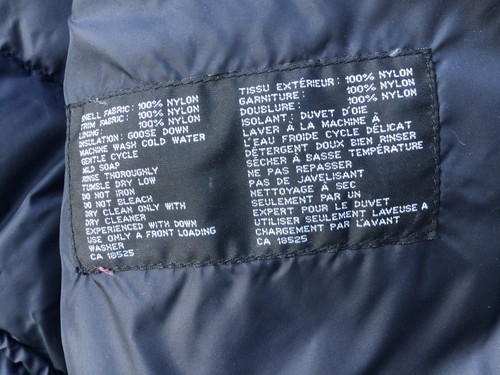 SHELL FABRIC: 100% NYLON
TRIM FABRIC: 100% NYLON
LINING: 100% NYLON
INSULATION: GOOSE DOWN
MACHINE WASH COLD WATER
GENTLE CYCLE
MILD SOAP
RINSE THOROUGHLY
TUMBLE DRY LOW
DO NOT IRON
DO NOT BLEACH
DRY CLEAN ONLY WITH
DRY CLEANER
EXPERIENCED WITH DOWN
USE ONLY A FRONT LOADING
WASHER
CA 18525
TISSU EXTÉRIEUR: 100% NYLON
GARNITURE: 100% NYLON
DOUBLURE: 100% NYLON
ISOLANT: DUVET D'OIE
LAVER À LA MACHINE À
L'EAU FROIDE CYCLE DÉLICAT
DÉTERGENT DOUX BIEN RINSER
SÉCHER À BASSE TEMPÉRATURE
NE PAS REPASSER
PAS DE JAVELISANT
NETTOYAGE À SEC
SEULEMENT PAR UN
EXPERT POUR LE DUVET
UTILISER SEULEMENT LAVEUSE A
CHARGEMENT PAR L'AVANT
CA 18525